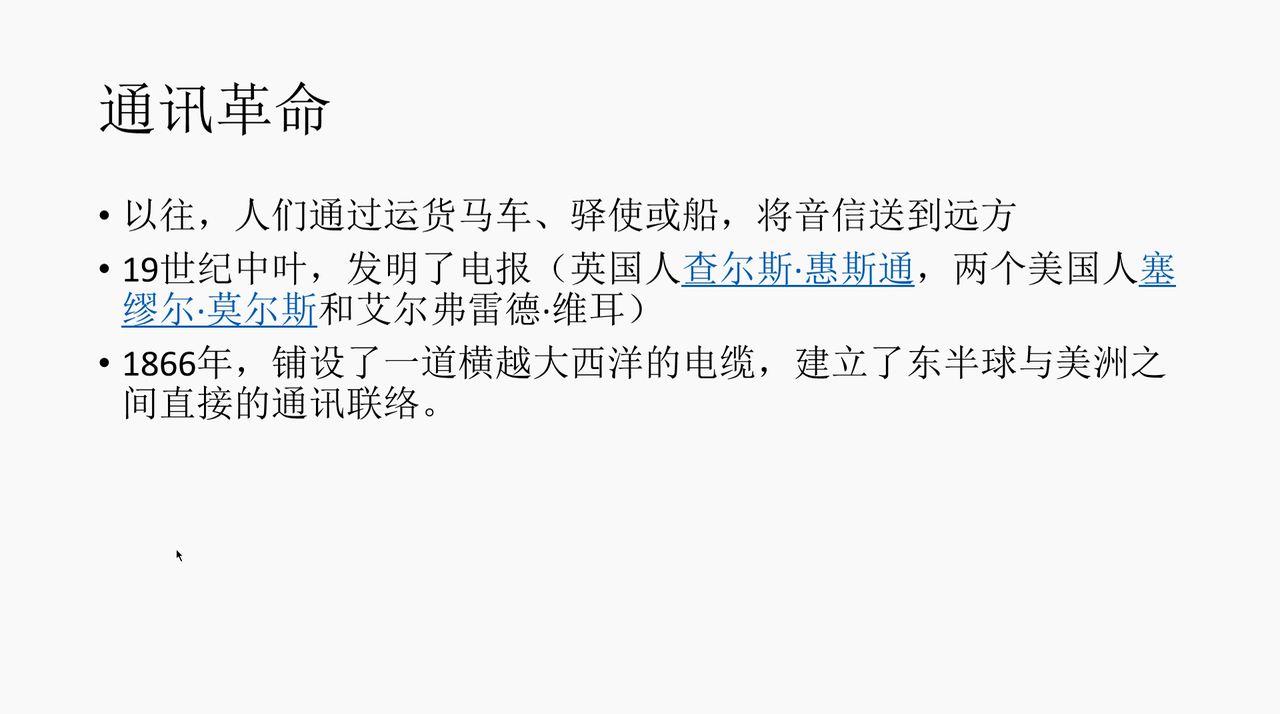 通讯革命
• 以往，人们通过运货马车、驿使或船，将音信送到远方
• 19世纪中叶，发明了电报（英国人查尔斯·惠斯通，两个美国人塞
缪尔·莫尔斯和艾尔弗雷德·维耳）
• 1866年，铺设了一道横越大西洋的电缆，建立了东半球与美洲之
间直接的通讯联络。